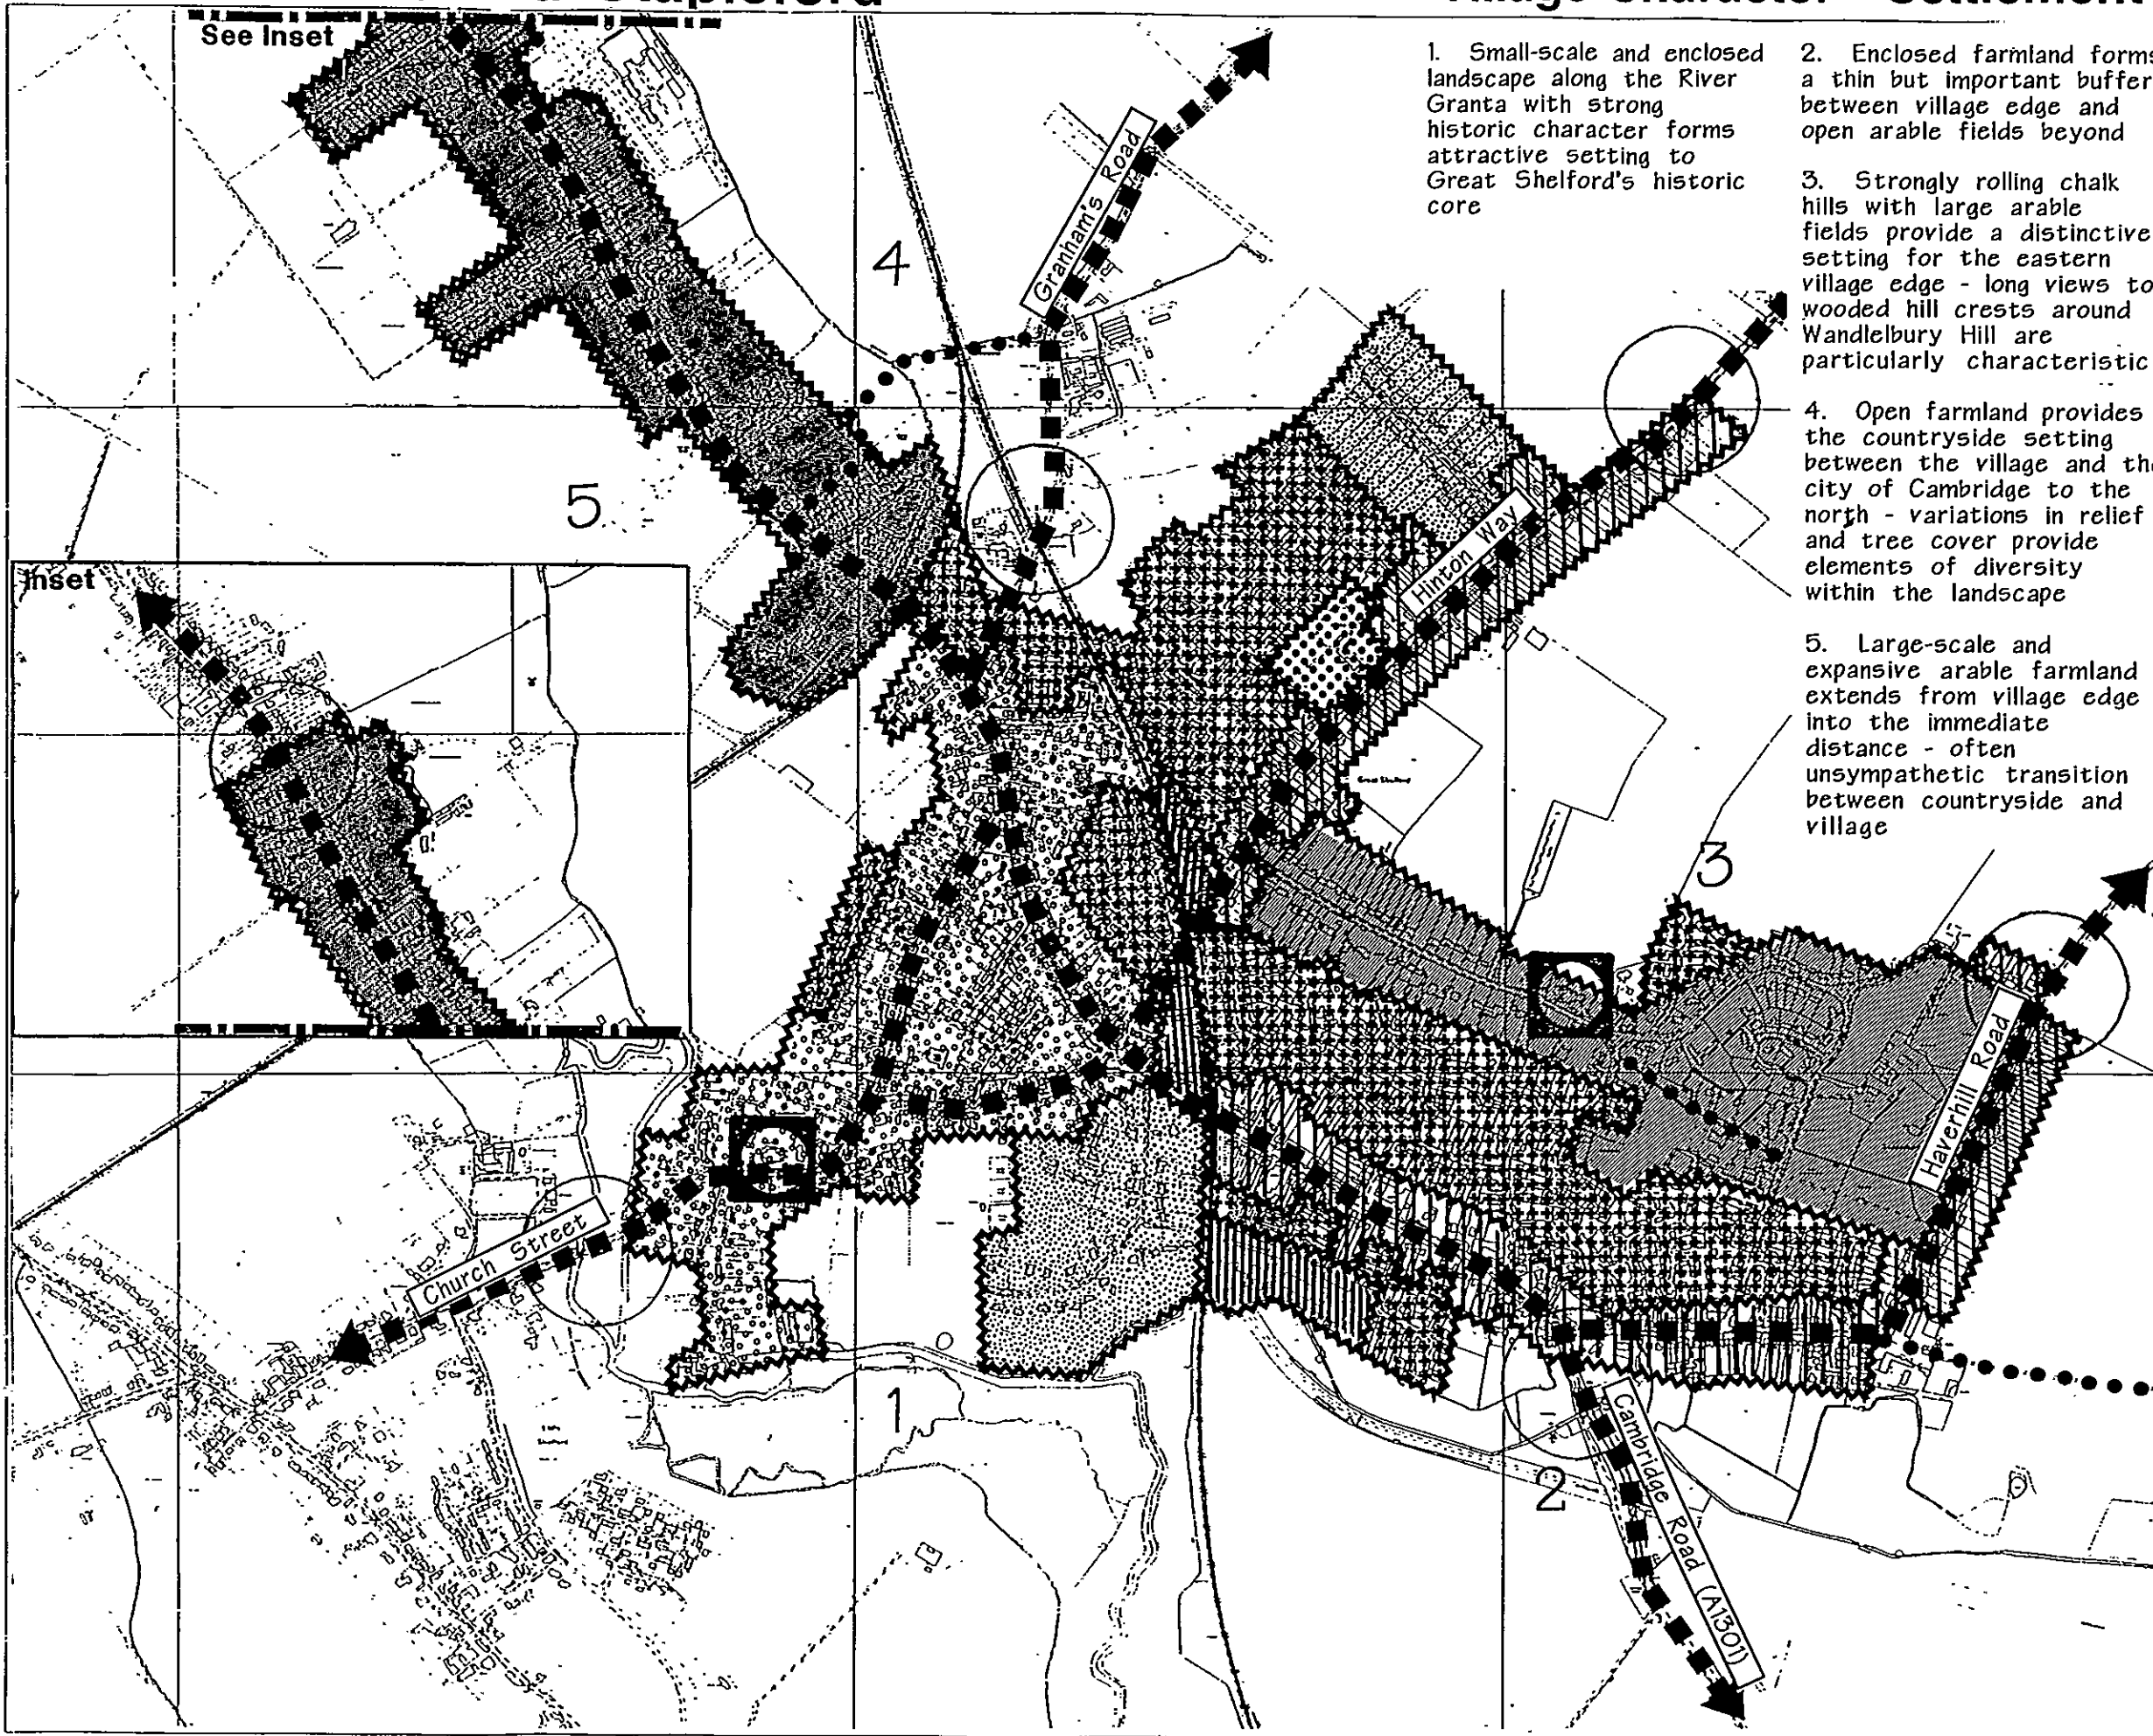 Stapleford
Village Character - Settlement
See Inset
1. Small-scale and enclosed
landscape along the River
Granta with strong
historic character forms
attractive setting to
Great Shelford's historic
core
2. Enclosed farmland forms
a thin but important buffer
between village edge and
open arable fields beyond
3. Strongly rolling chalk
hills with large arable
fields provide a distinctive
setting for the eastern
village edge - long views to
wooded hill crests around
Wandlelbury Hill are
particularly characteristic
4. Open farmland provides
the countryside setting
between the village and the
city of Cambridge to the
north - variations in relief
and tree cover provide
elements of diversity
within the landscape
5. Large-scale and
expansive arable farmland
extends from village edge
into the immediate
distance - often
unsympathetic transition
between countryside and
village
Granham's Road
4
5
Hinton Way
Inset
Great Shelford
3
Haverhill Road
Church Street
1
2
Cambridge Road (A1301)